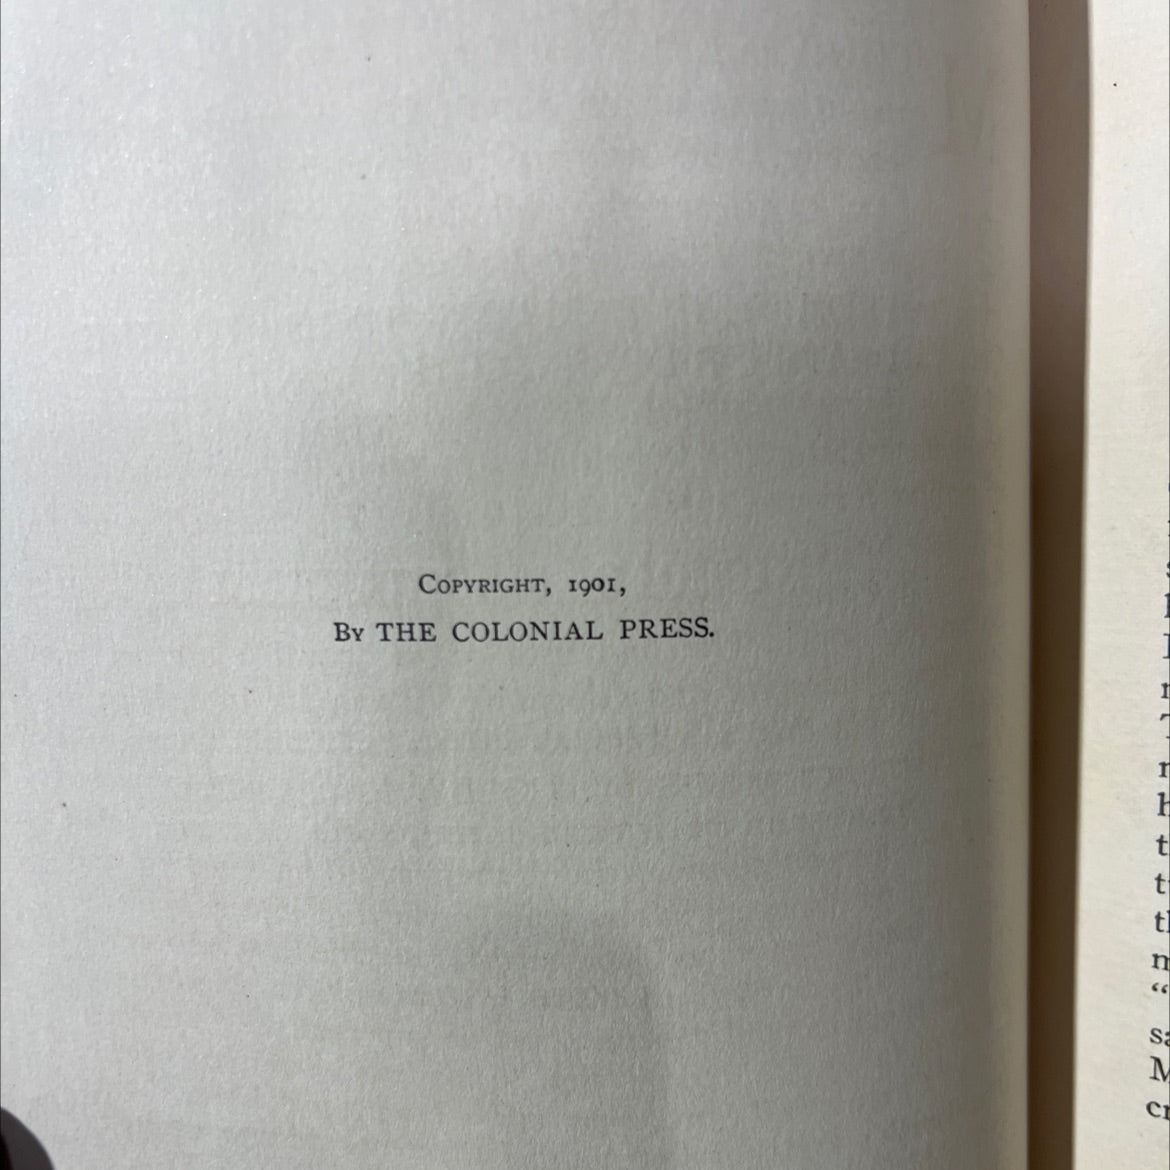 Copyright, 1901,
By THE COLONIAL PRESS.